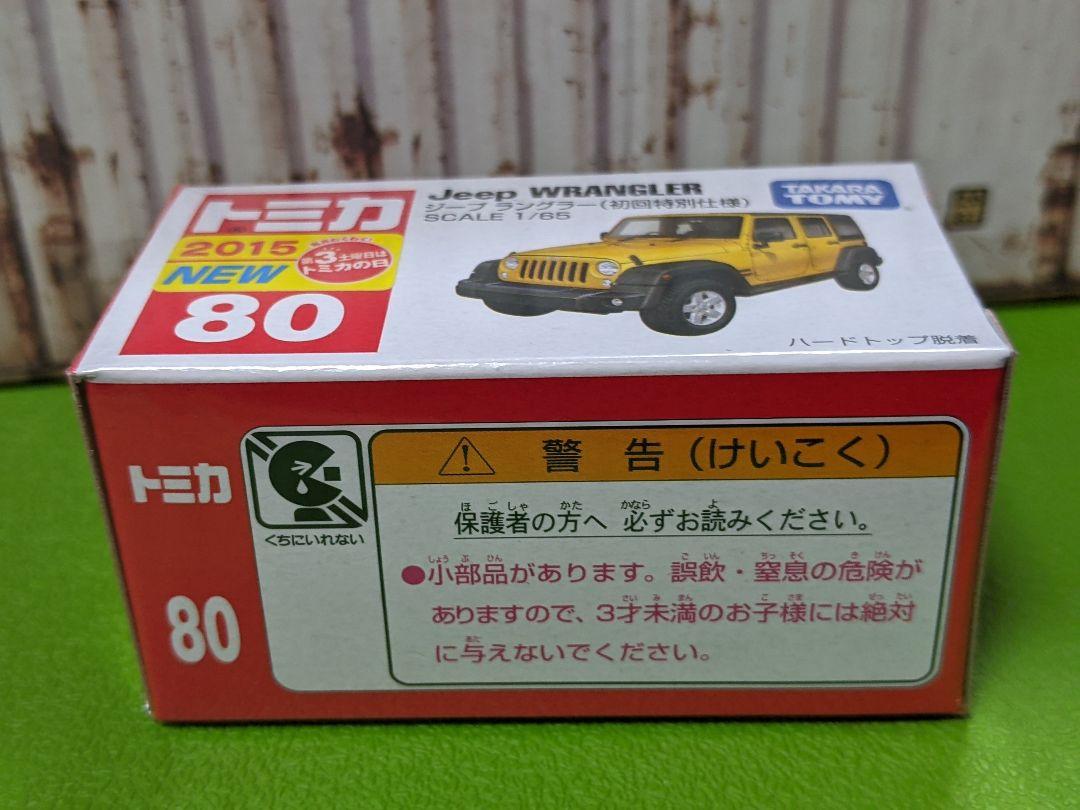 トミカ
2015
NEW
毎月わくわく!
第3土曜日は
トミカの日
80
Jeep WRANGLER
ジープ ラングラー(初回特別仕様)
SCALE 1/65
TAKARA
TOMY
ハードトップ脱着
トミカ
80
くちにいれない
警告(けいこく)
保護者の方へ 必ずお読みください。
●小部品があります。誤飲・窒息の危険が
ありますので、3才未満のお子様には絶対
に与えないでください。